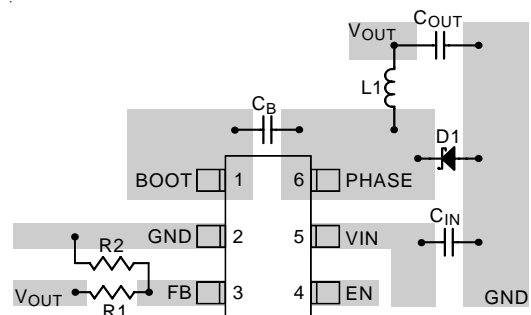 VOUT COUT
L1
CB
D1
BOOT 1 6 PHASE
CIN
GND 2 5 VIN
R2
VOUT FB 3 4 EN GND
R1